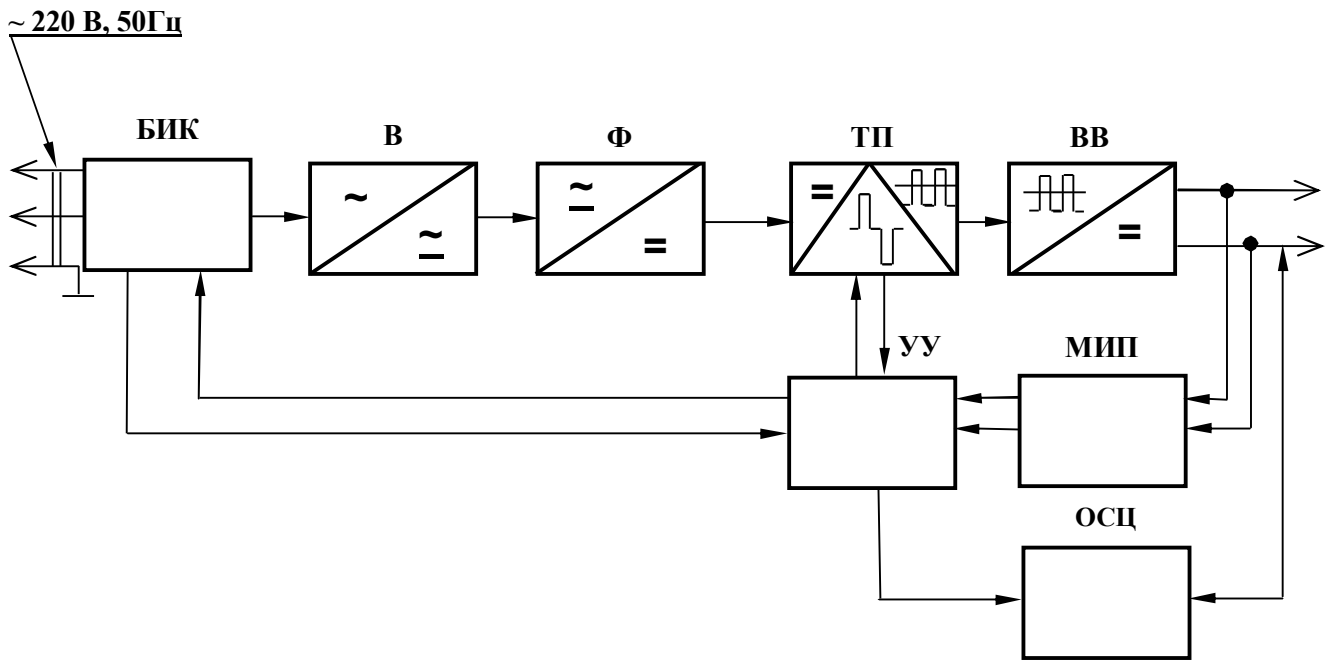 ~ 220 В, 50Гц
БИК
В
Ф
ТП
ВВ
~
≃
≃
=
=
=
УУ
МИП
ОСЦ